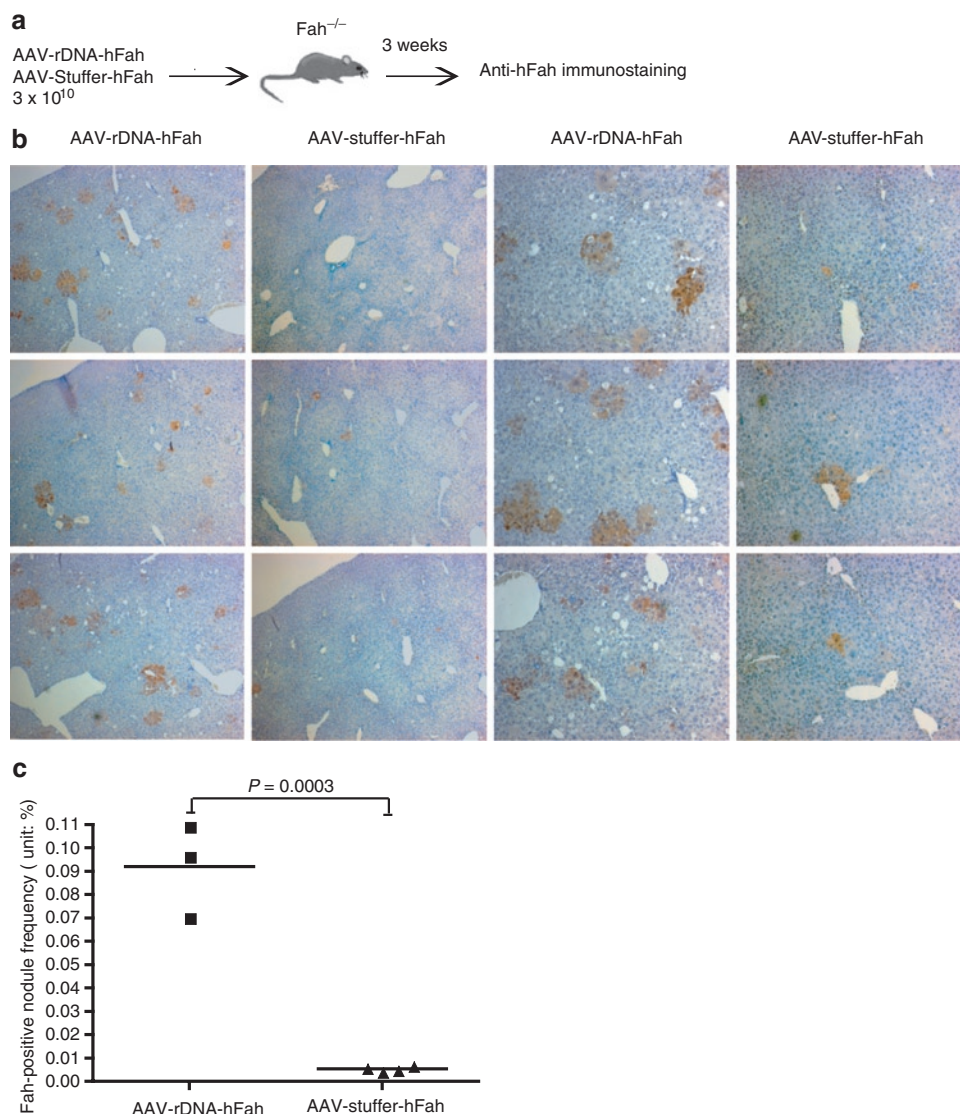 a
AAV-rDNA-hFah
AAV-Stuffer-hFah
3 x 10^10
Fah^−/−
3 weeks
Anti-hFah immunostaining
b
AAV-rDNA-hFah AAV-stuffer-hFah AAV-rDNA-hFah AAV-stuffer-hFah
c
P = 0.0003
Fah-positive nodule frequency ( unit: %)
0.11
0.10
0.09
0.08
0.07
0.06
0.05
0.04
0.03
0.02
0.01
0.00
AAV-rDNA-hFAH AAV-stuffer-hFAH